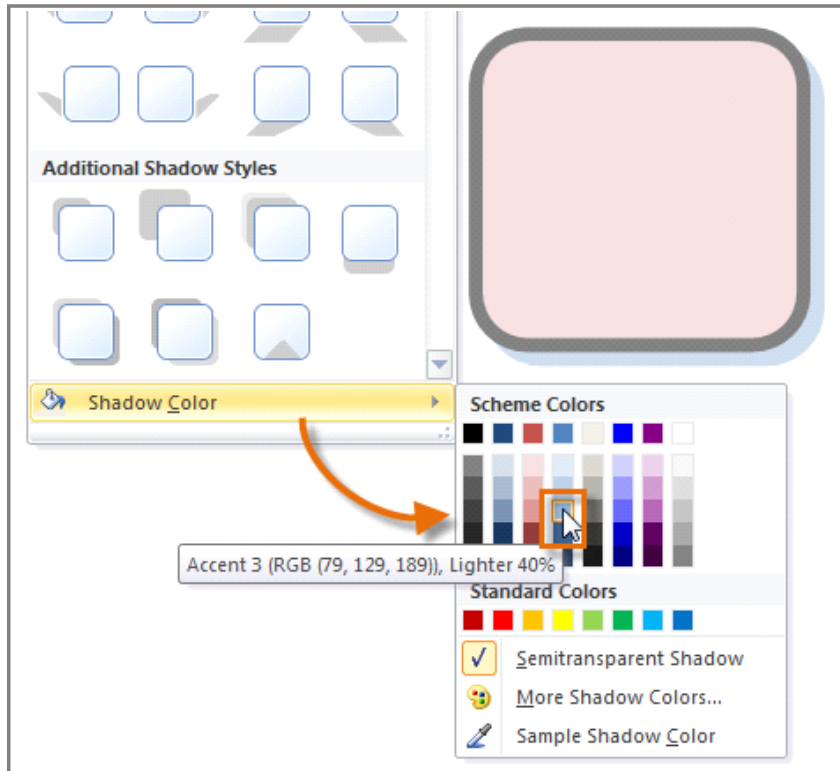 Additional Shadow Styles
Shadow Color
Scheme Colors
Accent 3 (RGB (79, 129, 189)), Lighter 40%
Standard Colors
Semitransparent Shadow
More Shadow Colors...
Sample Shadow Color